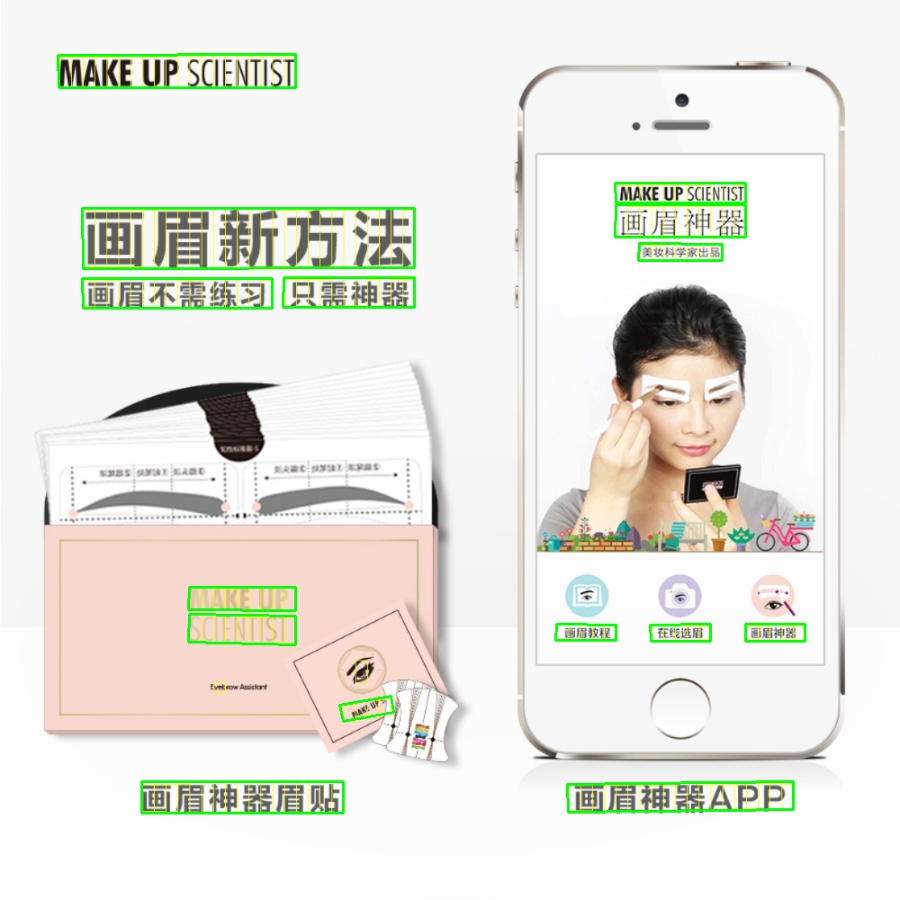 MAKE UP SCIENTIST
画眉新方法
画眉不需练习 只需神器
MAKE UP SCIENTIST
画眉神器
美妆科学家出品
画眉教程
在线选眉
画眉神器
MAKE UP
SCIENTIST
Eyebrow Assistant
MAKE UP
画眉神器眉贴
画眉神器APP